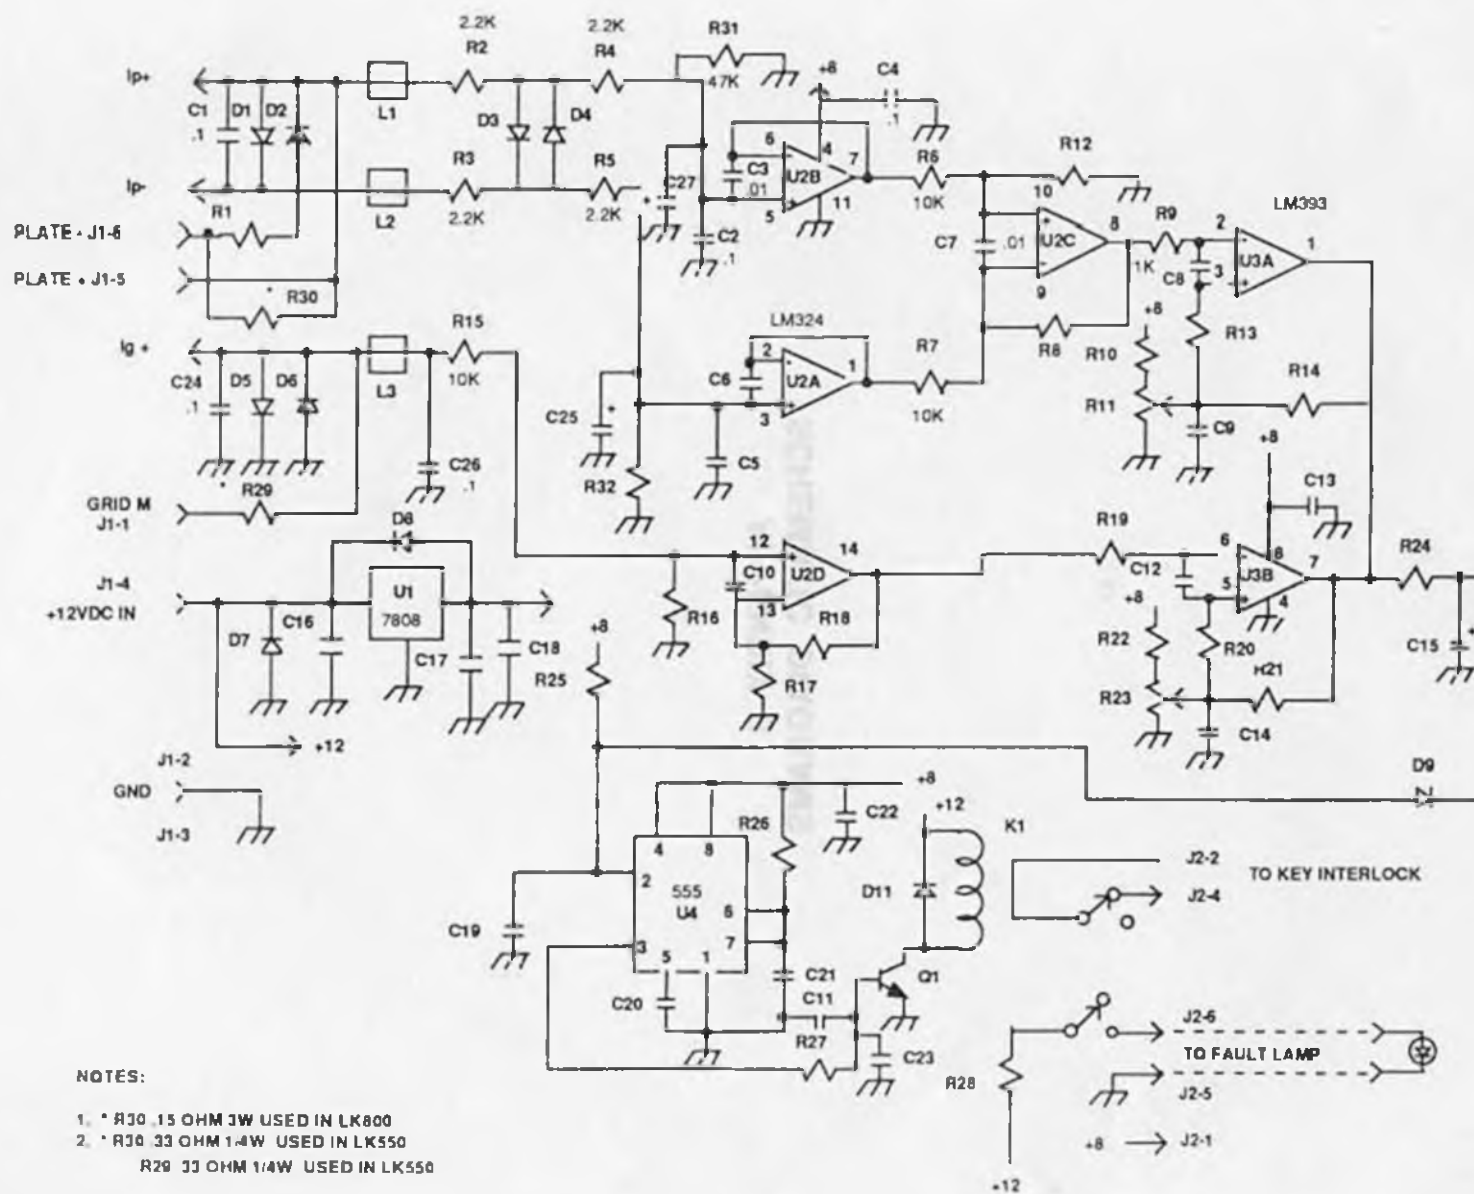 2.2K 2.2K R31
R2 R4
47K
+8 C4
.1
Ip+
C1 D1 D2
.1
L1
D3 D4
R3 R5
2.2K 2.2K
C27
6 4 7
C3 U2B
.01
5 11
R6
10K
R12
10
LM393
Ip-
R1
L2
C2
.1
C7 .01 U2C 8
9
R9
1K
2 1
3 U3A
C8
PLATE - J1-6
PLATE + J1-5
* R30
+8
R13
R15
10K
LM324
2 1
U2A
3
C6
R7
10K
R8
R10
R14
Ig +
C24 D5 D6
.1
L3
C25 +
C5
R11
C9
C26
.1
R32
+8
C13
GRID M
J1-1
* R29
D8
12 14
U2D
13
C10
R19
6 8 7
U3B
5 4
C12
R24
J1-4
+12VDC IN
U1
7808
D7 C16 C17 C18
+8
R25
R16
R18
R17
+8
R22
R20
R21
R23
C14
C15 +
+12
J1-2
GND
J1-3
D9
+8
C22
R26
+12
K1
4 8
2
555
U4
6
7
3
5 1
D11
J2-2
J2-4
TO KEY INTERLOCK
C19
C20
C21
C11
R27
Q1
C23
J2-6
TO FAULT LAMP
J2-5
R28
+8 J2-1
+12
NOTES:
1. * R30 .15 OHM 3W USED IN LK800
2. * R30 .33 OHM 1/4W USED IN LK550
R29 .33 OHM 1/4W USED IN LK550